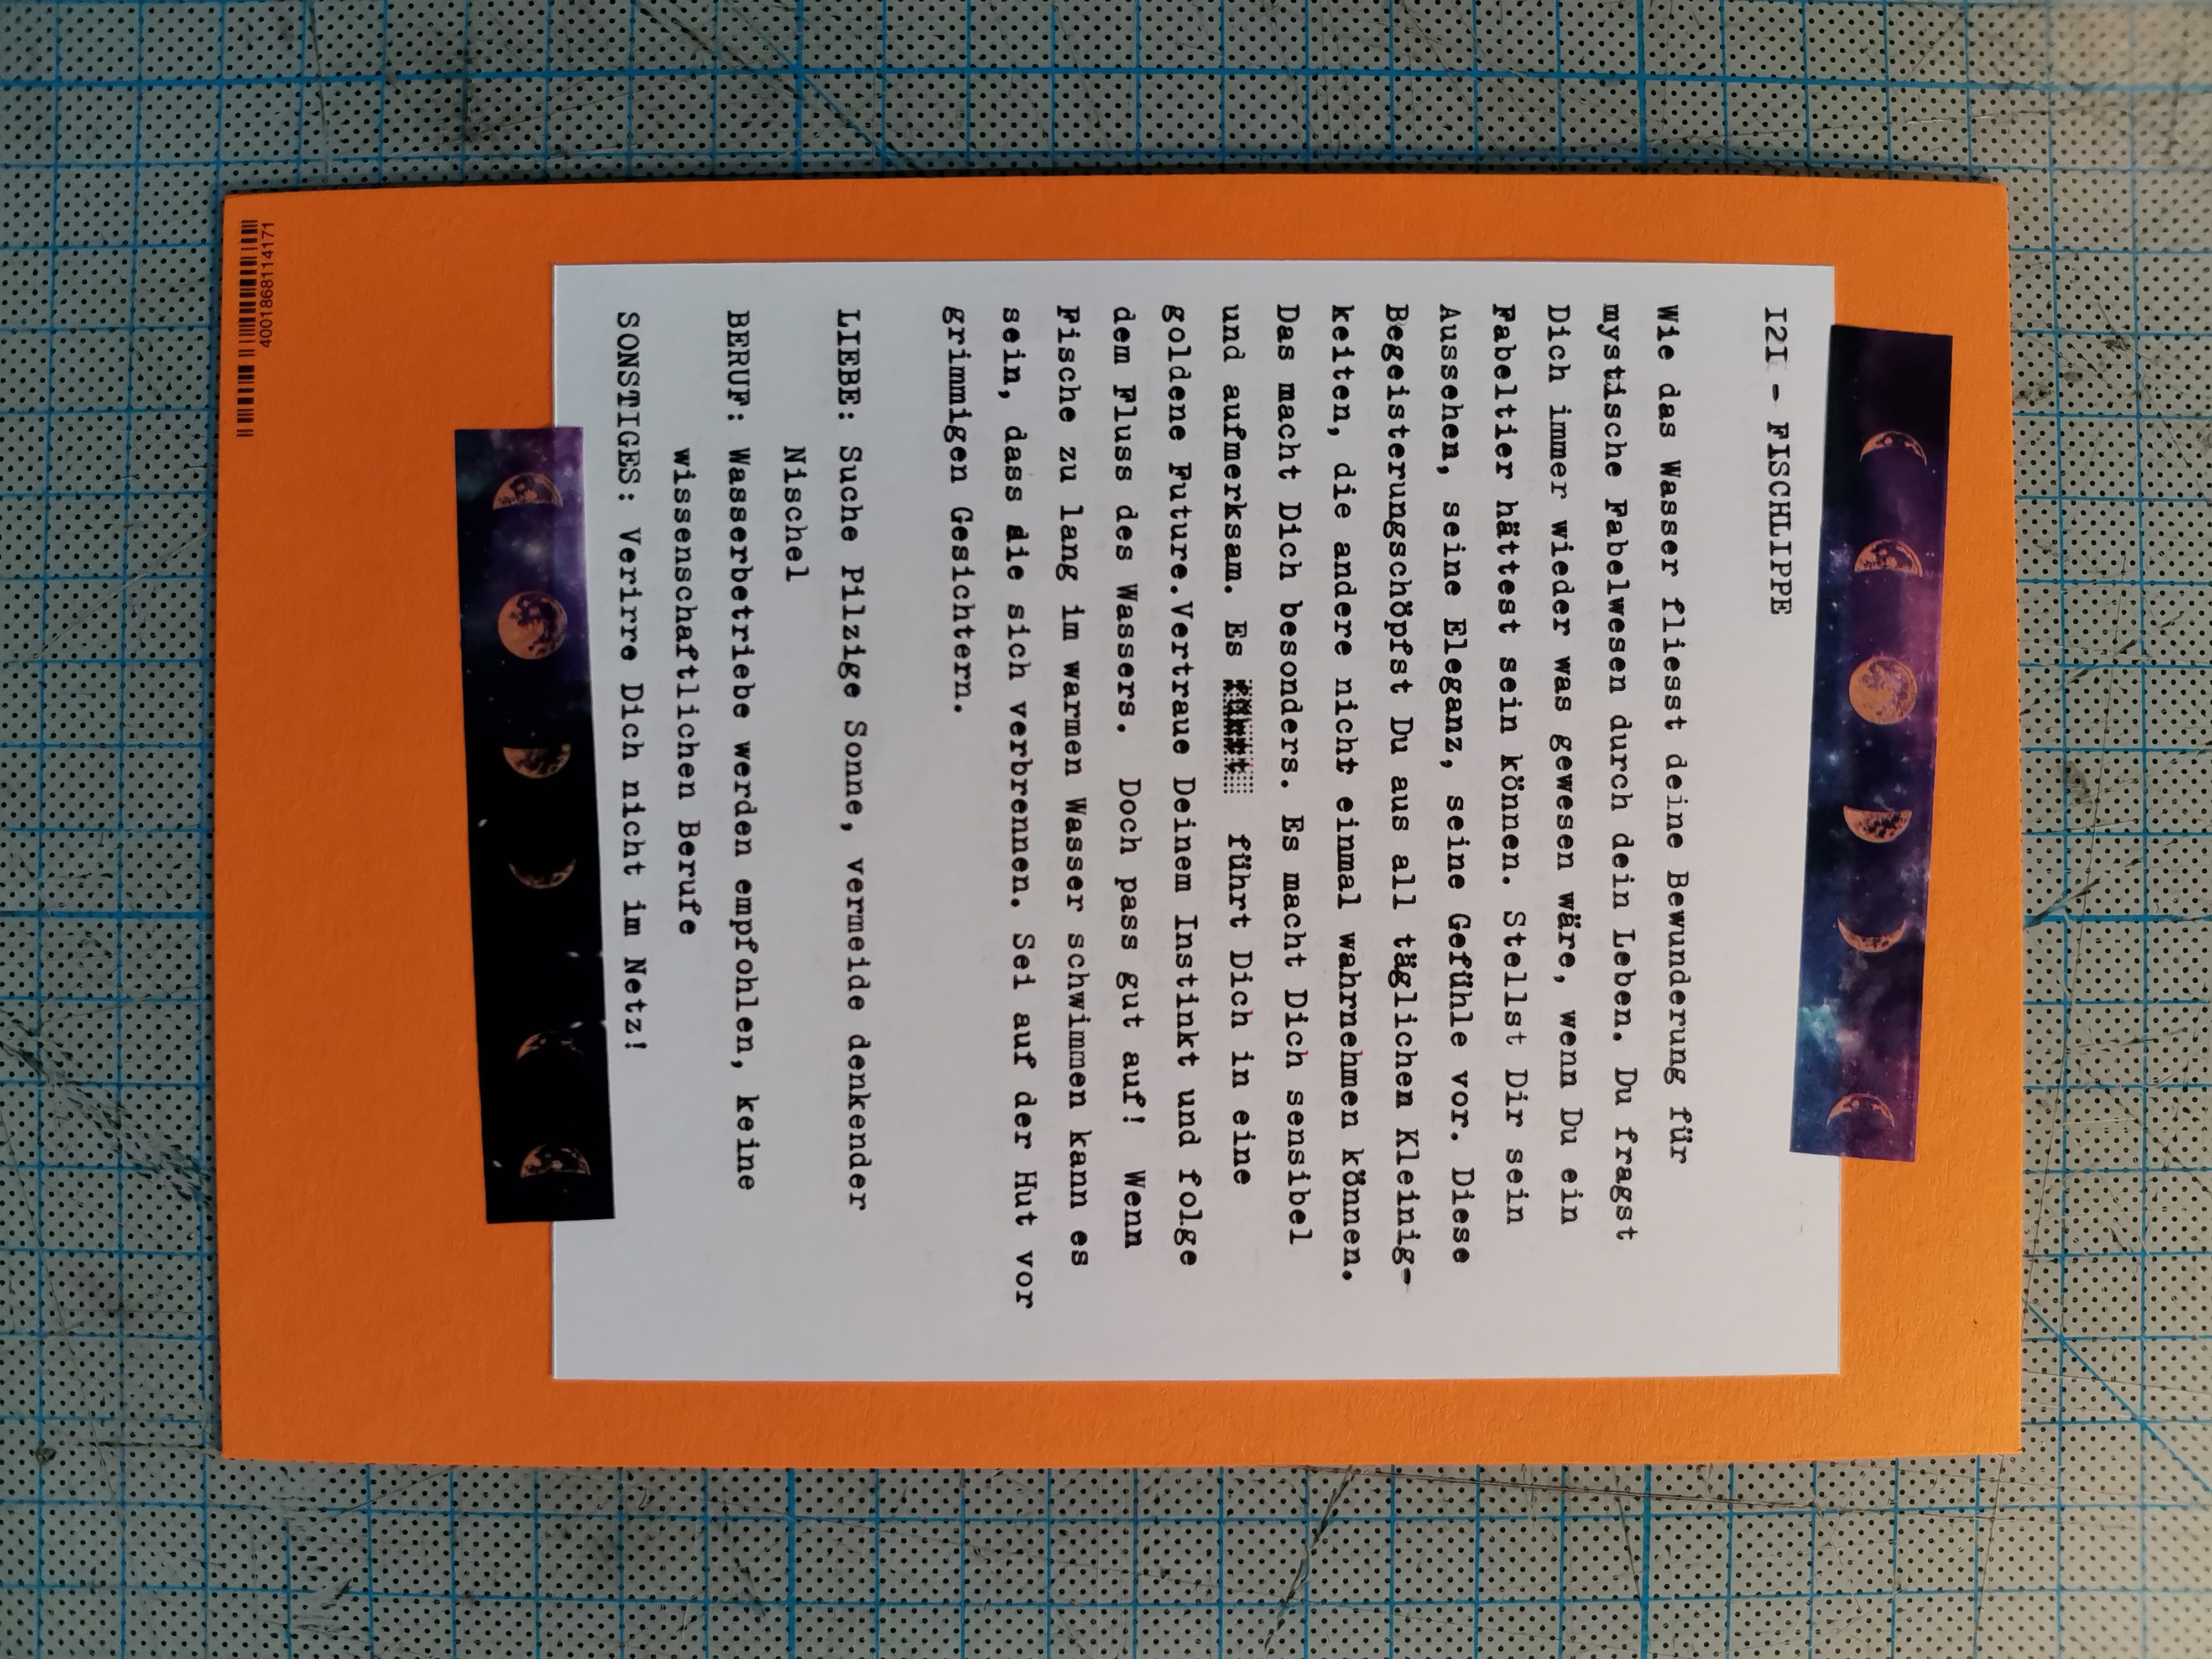 I2I - FISCHLIPPE
Wie das Wasser fliesst deine Bewunderung für
mystische Fabelwesen durch dein Leben. Du fragst
Dich immer wieder was gewesen wäre, wenn Du ein
Fabeltier hättest sein können. Stellst Dir sein
Aussehen, seine Eleganz, seine Gefühle vor. Diese
Begeisterungschöpfst Du aus all täglichen Kleinig-
keiten, die andere nicht einmal wahrnehmen können.
Das macht Dich besonders. Es macht Dich sensibel
und aufmerksam. Es führt Dich in eine
goldene Future.Vertraue Deinem Instinkt und folge
dem Fluss des Wassers. Doch pass gut auf! Wenn
Fische zu lang im warmen Wasser schwimmen kann es
sein, dass die sich verbrennen. Sei auf der Hut vor
grimmigen Gesichtern.
LIEBE: Suche Pilzige Sonne, vermeide denkender
Nischel
BERUF: Wasserbetriebe werden empfohlen, keine
wissenschaftlichen Berufe
SONSTIGES: Verirre Dich nicht im Netz!
4001868114171